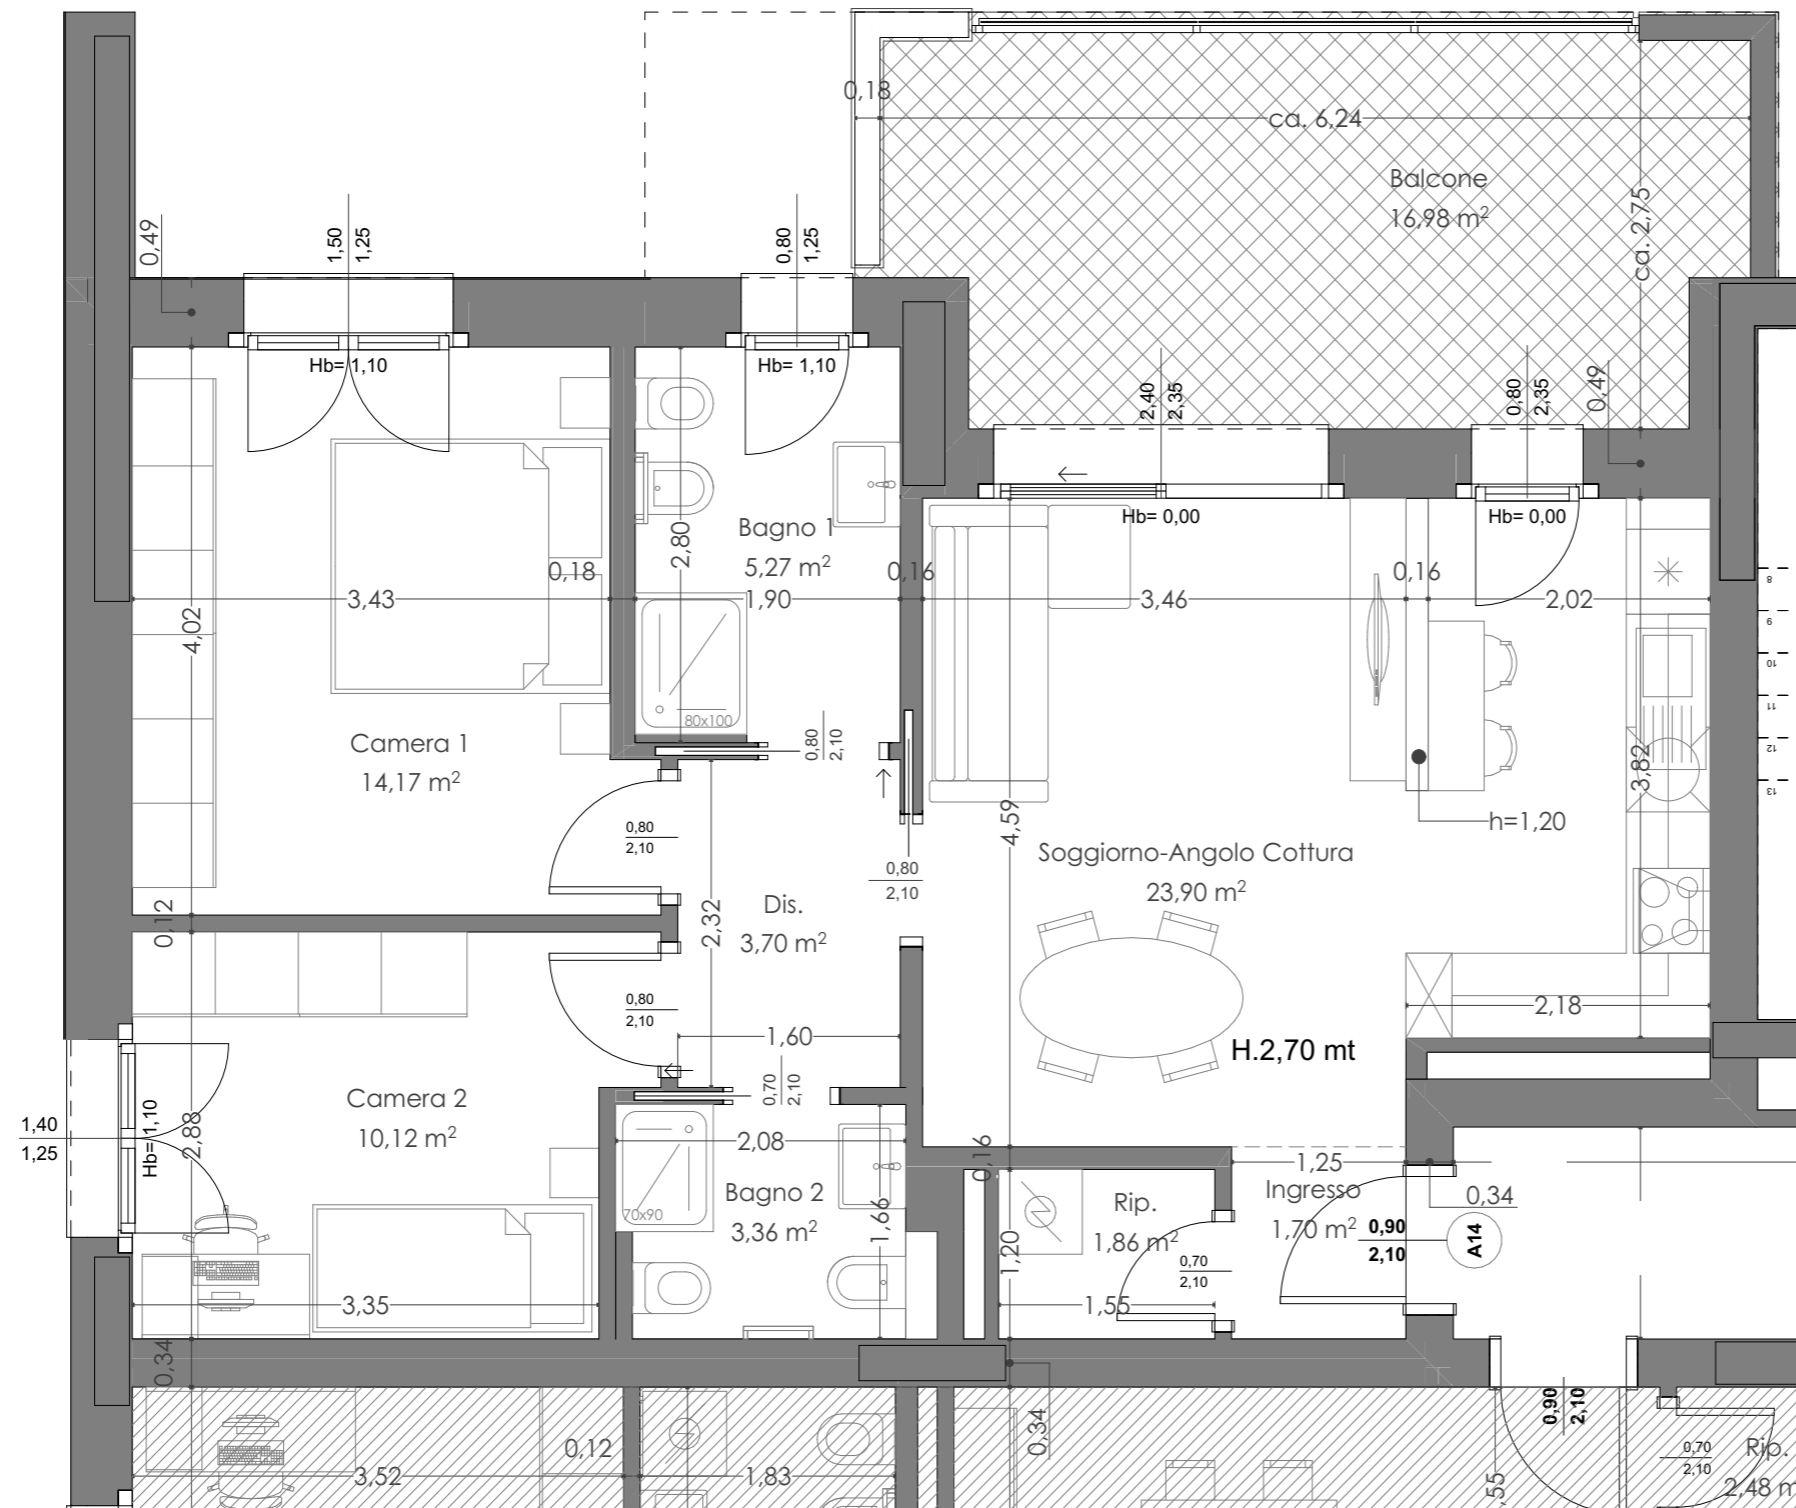 0,18
ca. 6,24
Balcone
16,98 m²
ca. 2,75
0,49
1,50
1,25
0,80
1,25
Hb= 1,10
Hb= 1,10
2,40
2,35
0,80
2,35
0,49
Hb= 0,00
Hb= 0,00
Bagno 1
5,27 m²
2,80
0,18
0,16
0,16
3,43
1,90
3,46
2,02
4,02
8
9
10
11
12
13
80x100
Camera 1
14,17 m²
0,80
2,10
3,82
h=1,20
4,59
0,80
2,10
Soggiorno-Angolo Cottura
23,90 m²
0,80
2,10
Dis.
3,70 m²
2,32
0,12
0,80
2,10
2,18
1,60
H.2,70 mt
0,70
2,10
Camera 2
10,12 m²
1,40
1,25
Hb= 1,10
2,88
2,08
0,16
1,25
Bagno 2
3,36 m²
70x90
1,66
Rip.
1,86 m²
Ingresso
1,70 m²
0,34
0,90
2,10
A14
1,20
0,70
2,10
3,35
1,55
0,34
0,34
0,90
2,10
0,12
3,52
1,83
,55
0,70
2,10
Rip.
2,48 m